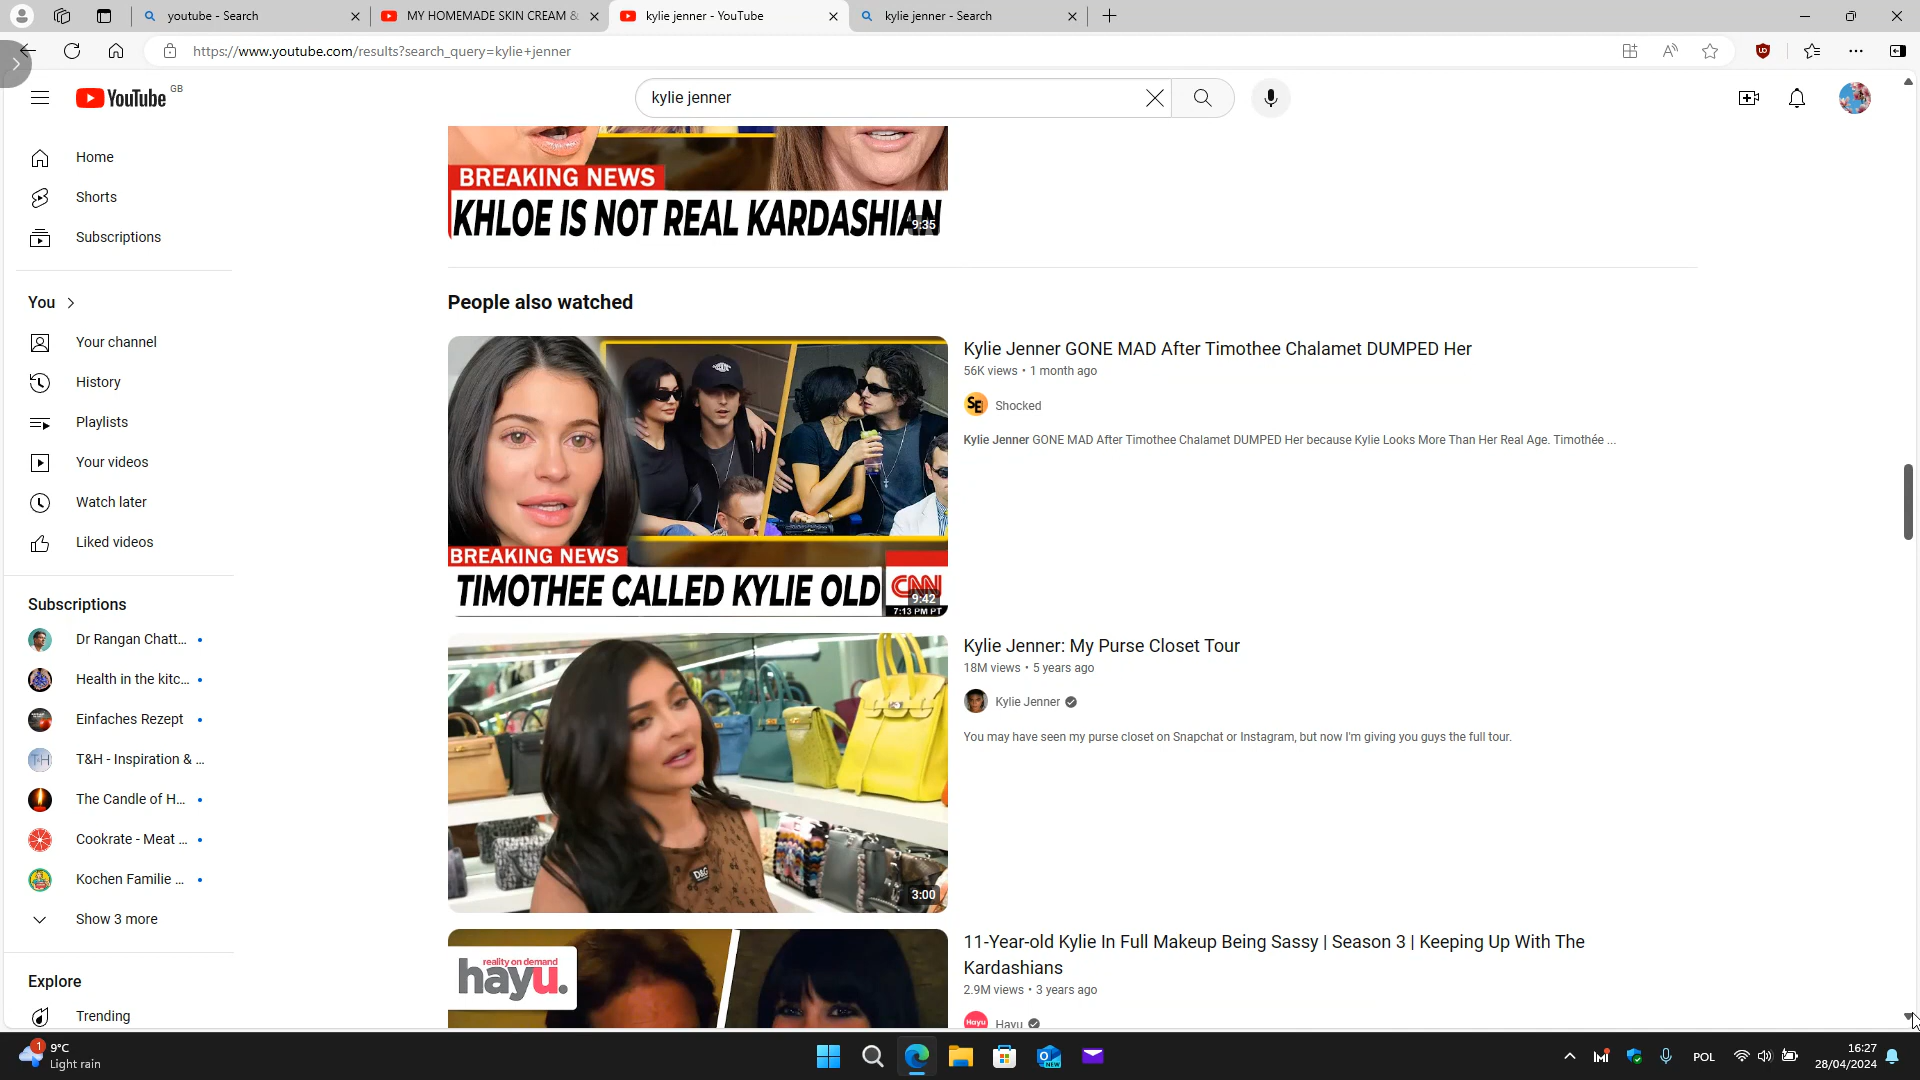 youtube - Search
MY HOMEMADE SKIN CREAM &
kylie jenner - YouTube
kylie jenner - Search
https://www.youtube.com/results?search_query=kylie+jenner
YouTube GB
kylie jenner
Home
Shorts
Subscriptions
You
Your channel
History
Playlists
Your videos
Watch later
Liked videos
Subscriptions
Dr Rangan Chatt...
Health in the kitc...
Einfaches Rezept
T&H - Inspiration & ...
The Candle of H...
Cookrate - Meat ...
Kochen Familie ...
Show 3 more
Explore
Trending
BREAKING NEWS
KHLOE IS NOT REAL KARDASHIAN
9:35
People also watched
BREAKING NEWS
TIMOTHEE CALLED KYLIE OLD
CNN
9:42
7:13 PM PT
Kylie Jenner GONE MAD After Timothee Chalamet DUMPED Her
56K views • 1 month ago
SE
Shocked
Kylie Jenner GONE MAD After Timothee Chalamet DUMPED Her because Kylie Looks More Than Her Real Age. Timothée ...
D&G
3:00
Kylie Jenner: My Purse Closet Tour
18M views • 5 years ago
Kylie Jenner
You may have seen my purse closet on Snapchat or Instagram, but now I'm giving you guys the full tour.
reality on demand
hayu.
11-Year-old Kylie In Full Makeup Being Sassy | Season 3 | Keeping Up With The
Kardashians
2.9M views • 3 years ago
Hayu
Hayu
1
9°C
Light rain
POL
16:27
28/04/2024